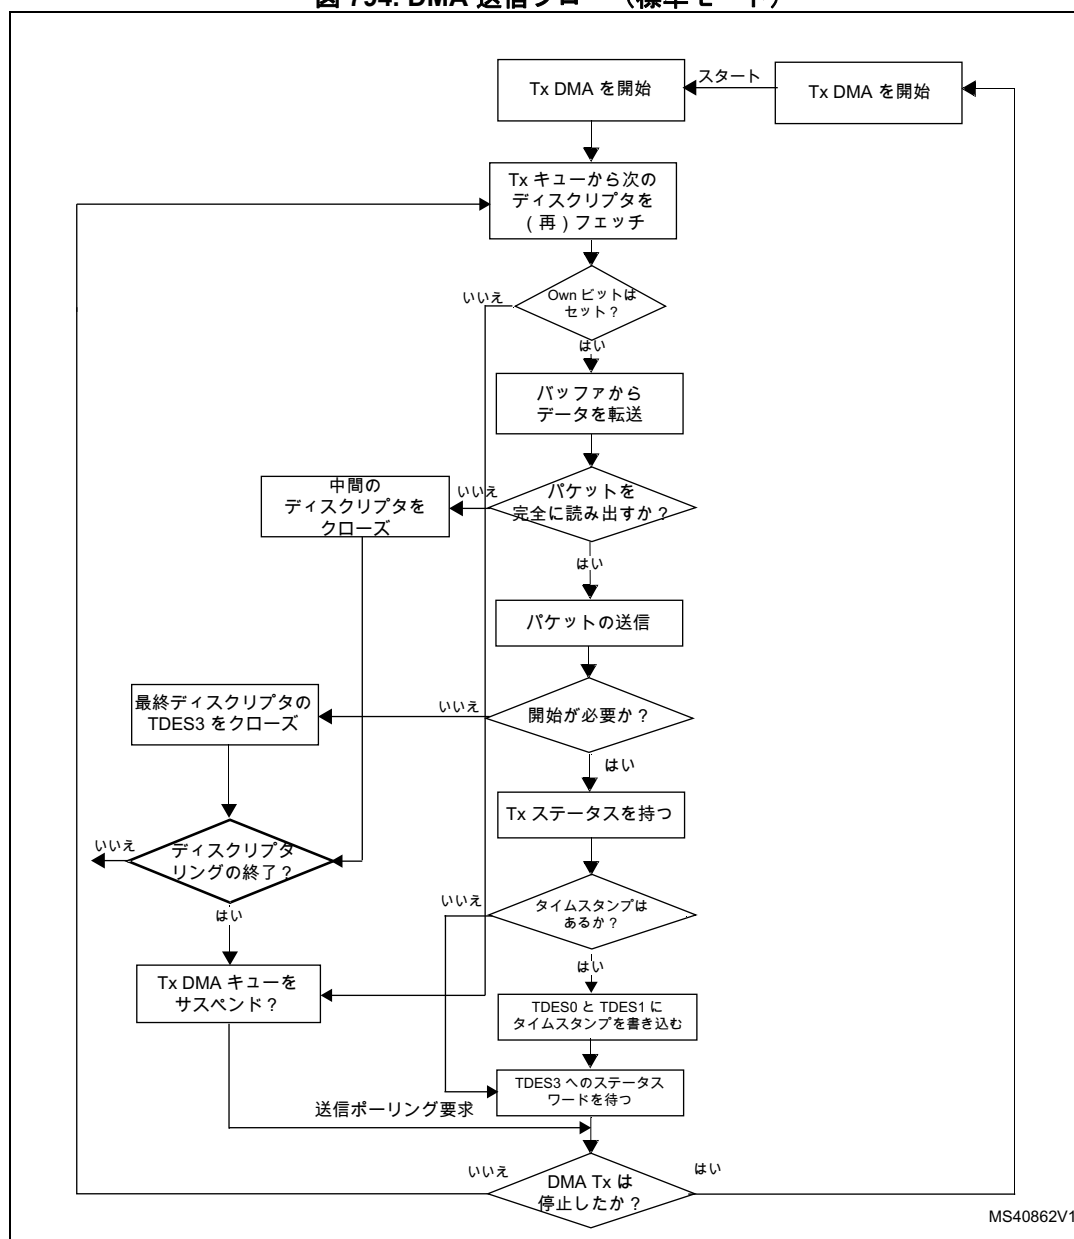 図 794. DMA 送信フロー（標準モード）
Tx DMA を開始
スタート
Tx DMA を開始
Tx キューから次の
ディスクリプタを
( 再 ) フェッチ
いいえ
Own ビットは
セット？
はい
バッファから
データを転送
中間の
ディスクリプタを
クローズ
いいえ
パケットを
完全に読み出すか？
はい
パケットの送信
最終ディスクリプタの
TDES3 をクローズ
いいえ
開始が必要か？
はい
Tx ステータスを持つ
いいえ
ディスクリプタ
リングの終了？
はい
いいえ
タイムスタンプは
あるか？
はい
Tx DMA キューを
サスペンド？
TDES0 と TDES1 に
タイムスタンプを書き込む
TDES3 へのステータス
ワードを待つ
送信ポーリング要求
いいえ
DMA Tx は
停止したか？
はい
MS40862V1